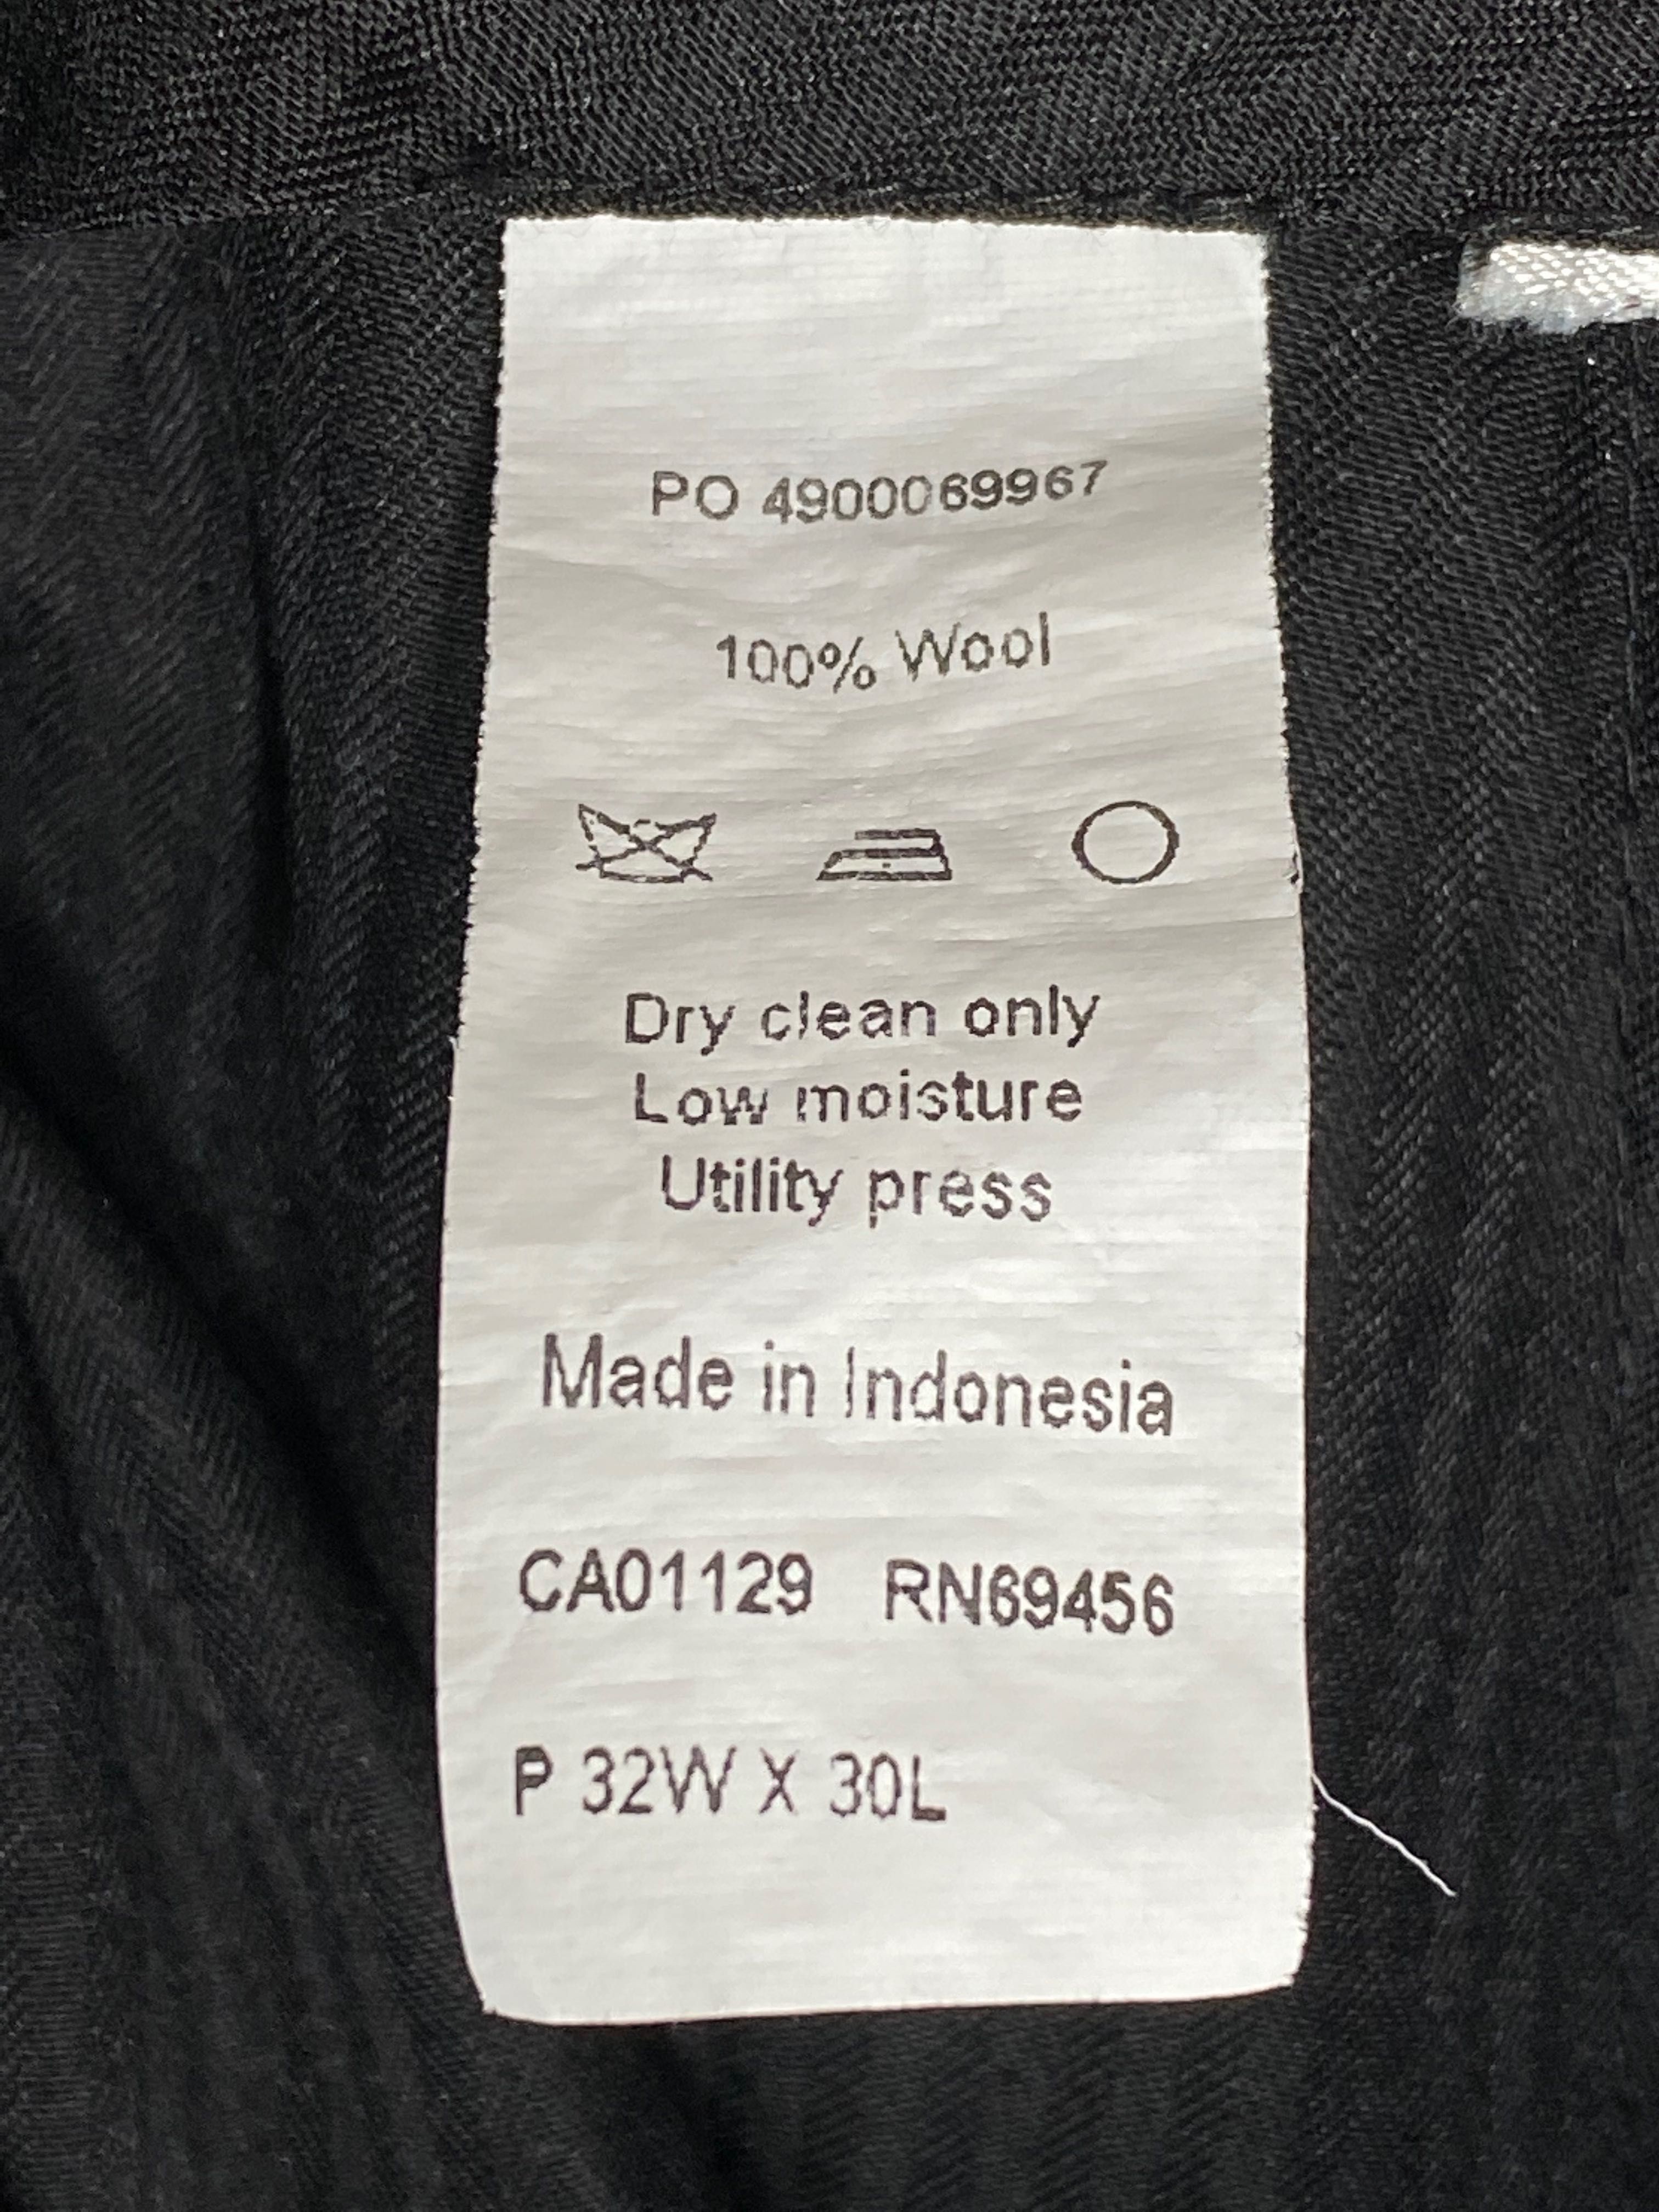 PO 4900069967
100% Wool
Dry clean only
Low moisture
Utility press
Made in Indonesia
CA01129 RN69456
P 32W X 30L